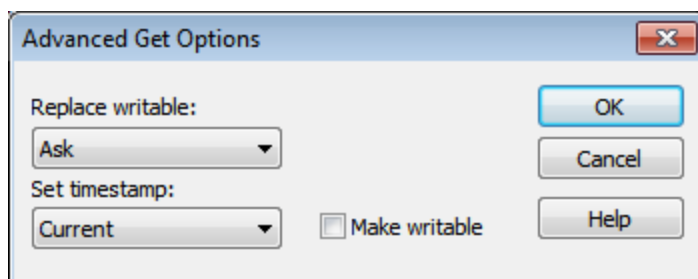 Advanced Get Options
Replace writable:
OK
Ask
Cancel
Set timestamp:
Current
Make writable
Help